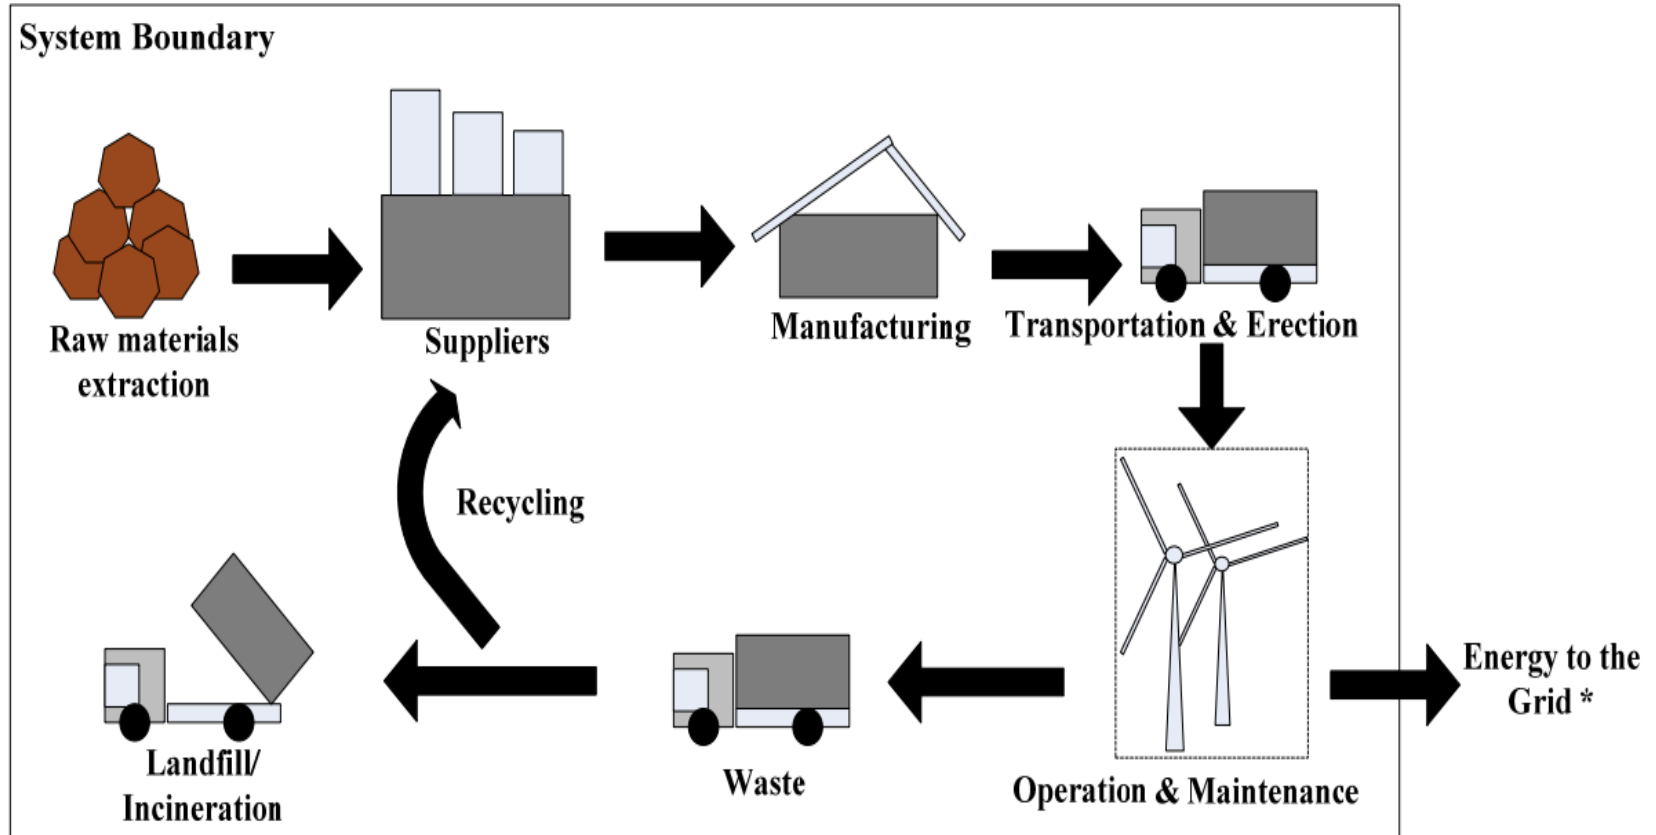 System Boundary
Raw materials
extraction
Suppliers
Manufacturing
Transportation & Erection
Recycling
Landfill/
Incineration
Waste
Operation & Maintenance
Energy to the
Grid *